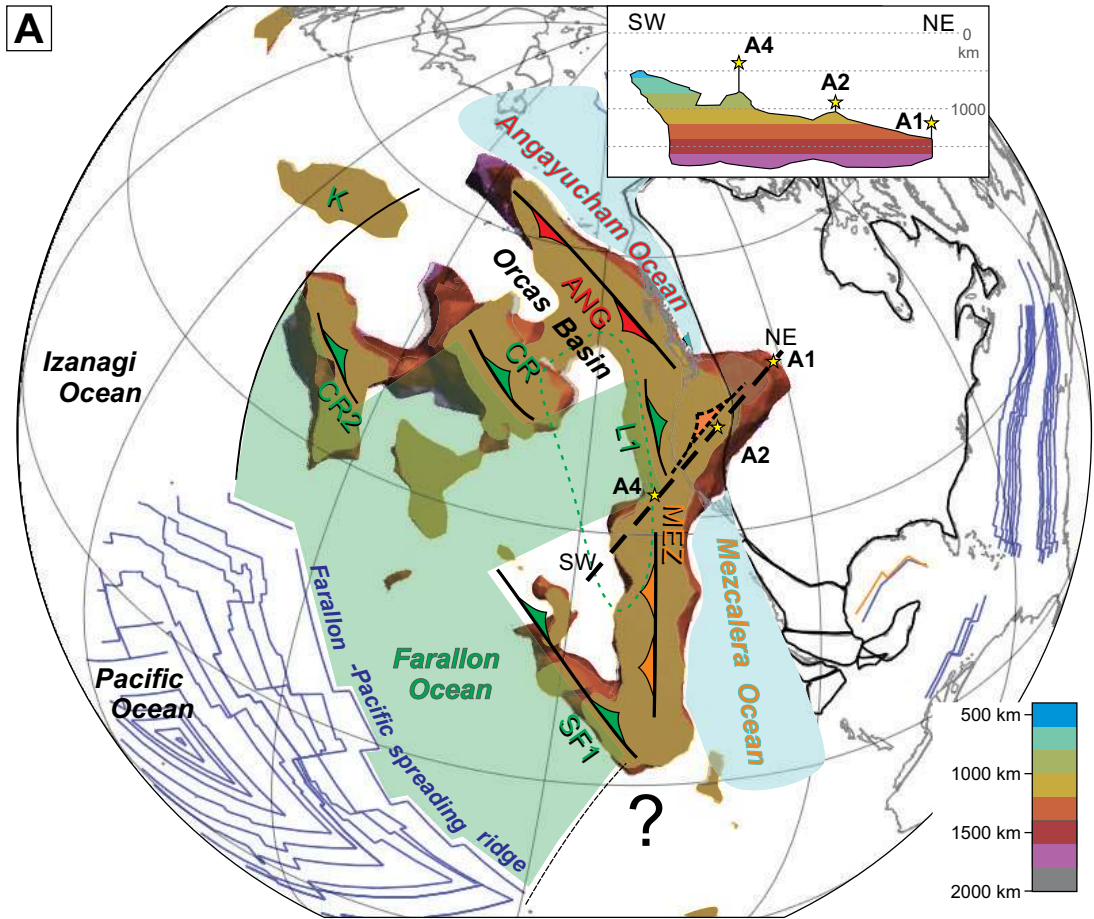 A
SW
NE
0
km
A4
A2
1000
A1
Angayucham Ocean
K
Orcas Basin
ANG
NE
A1
CR
CR2
L1
A2
A4
MEZ
SW
Izanagi
Ocean
Farallon -Pacific spreading ridge
Farallon
Ocean
Mezcalera Ocean
Pacific
Ocean
SF1
?
500 km
1000 km
1500 km
2000 km